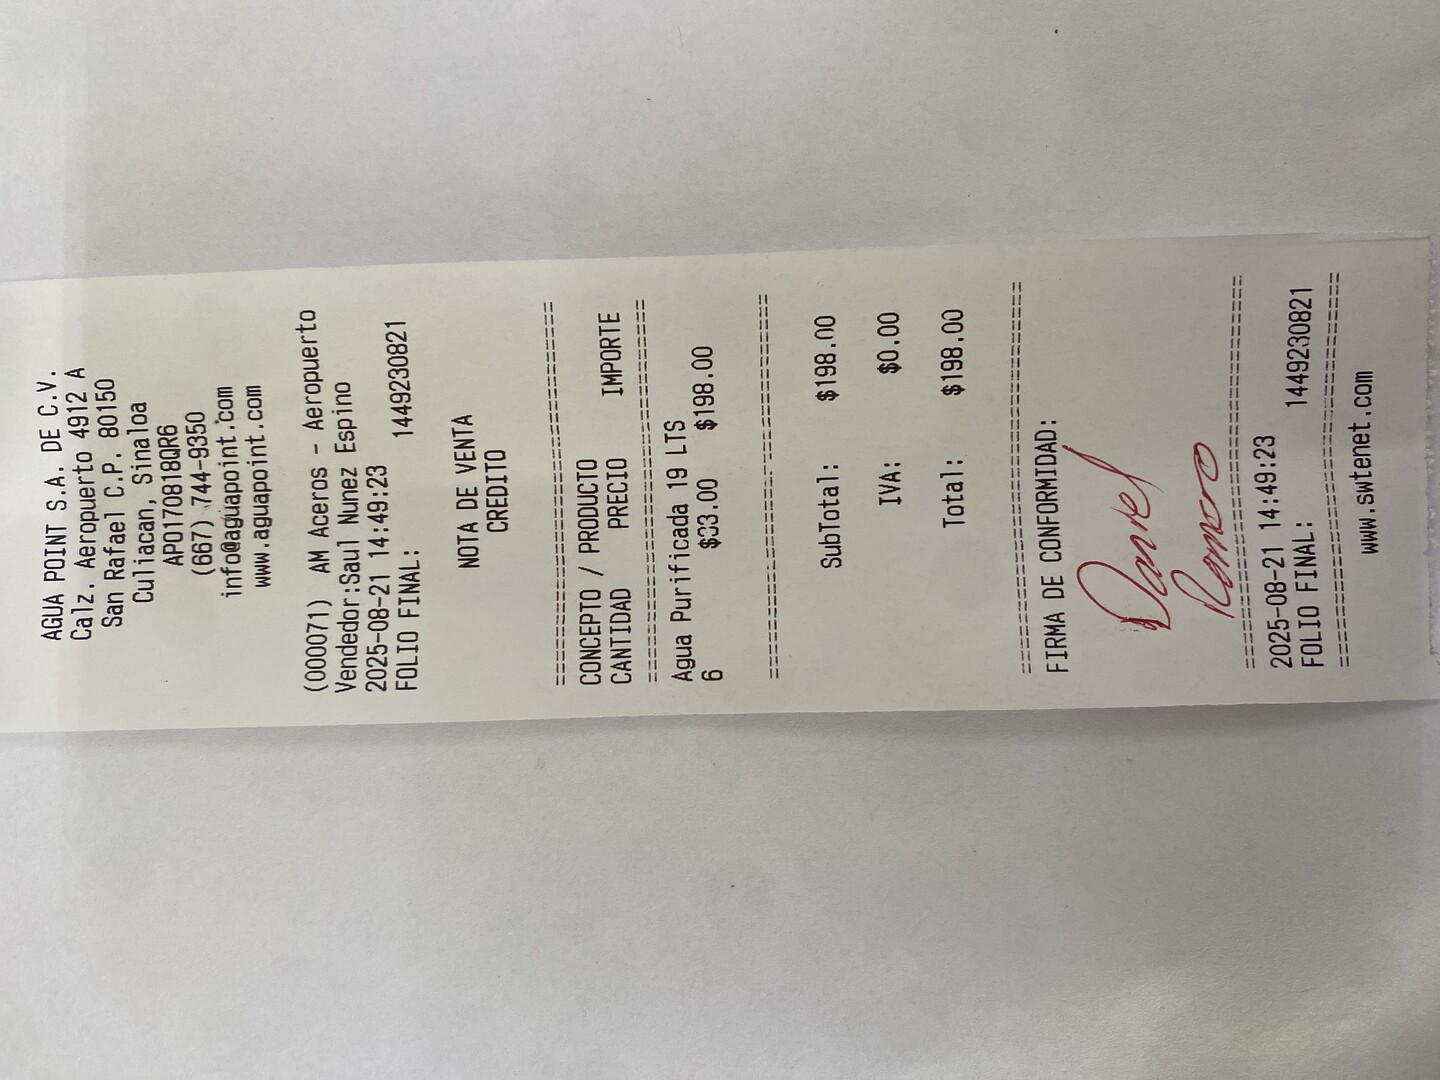 AGUA POINT S.A. DE C.V.
Calz. Aeropuerto 4912 A
San Rafael C.P. 80150
Culiacan, Sinaloa
APO170818QR6
(667) 744-9350
info@aguapoint.com
www.aguapoint.com
(000071) AM Aceros - Aeropuerto
Vendedor:Saul Nunez Espino
2025-08-21 14:49:23
FOLIO FINAL: 1449230821
NOTA DE VENTA
CREDITO
================================
CONCEPTO / PRODUCTO
CANTIDAD PRECIO IMPORTE
================================
Agua Purificada 19 LTS
6 $33.00 $198.00
================================
SubTotal: $198.00
IVA: $0.00
Total: $198.00
================================
FIRMA DE CONFORMIDAD:
Daniel
Romero
================================
2025-08-21 14:49:23
FOLIO FINAL: 1449230821
================================
www.swtenet.com